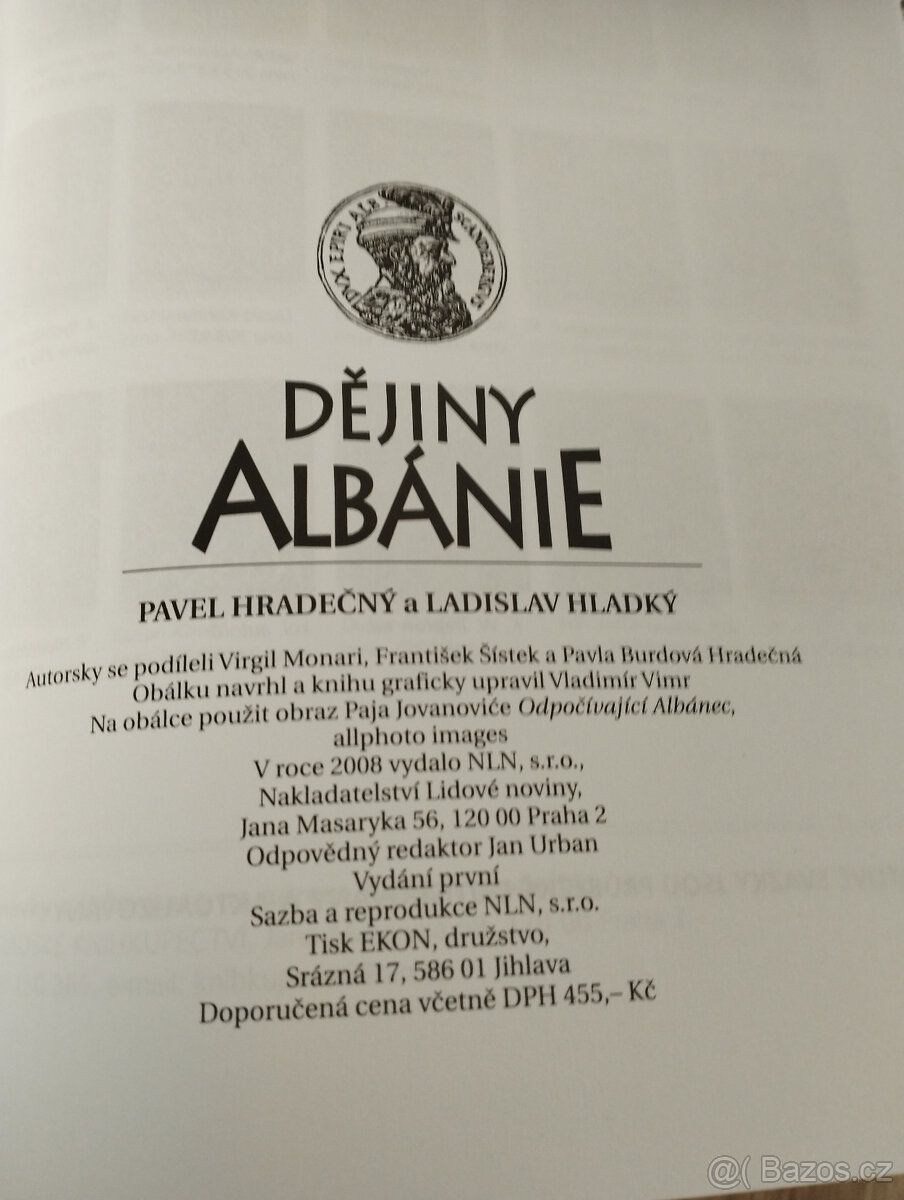 DVX EPIRI ALB. SCANDERBEGVS
DĚJINY
ALBÁNIE
PAVEL HRADEČNÝ a LADISLAV HLADKÝ
Autorsky se podíleli Virgil Monari, František Šístek a Pavla Burdová Hradečná
Obálku navrhl a knihu graficky upravil Vladimír Vimr
Na obálce použit obraz Paja Jovanoviće Odpočívající Albánec,
allphoto images
V roce 2008 vydalo NLN, s.r.o.,
Nakladatelství Lidové noviny,
Jana Masaryka 56, 120 00 Praha 2
Odpovědný redaktor Jan Urban
Vydání první
Sazba a reprodukce NLN, s.r.o.
Tisk EKON, družstvo,
Srázná 17, 586 01 Jihlava
Doporučená cena včetně DPH 455,– Kč
@( Bazos.cz